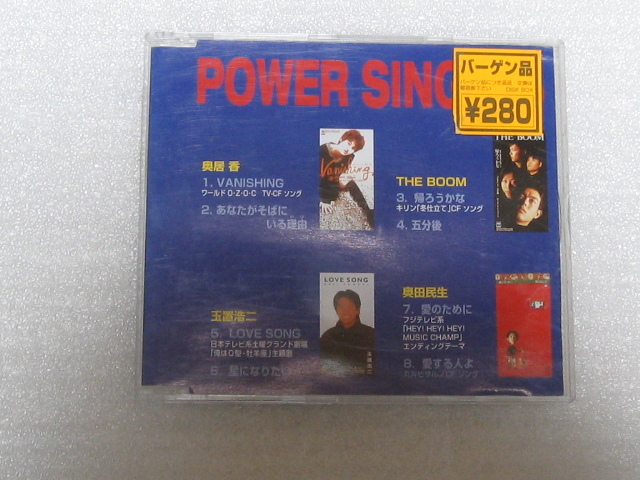 POWER SING
バーゲン品
¥280
奥居 香
1. VANISHING
ワールド O・Z・O・C TV-CF ソング
2. あなたがそばに
いる理由
Vanishing
THE BOOM
3. 帰ろうかな
キリン「冬仕立て」CF ソング
4. 五分後
THE BOOM
玉置浩二
5. LOVE SONG
日本テレビ系土曜グランド劇場
6. 星になりたい
LOVE SONG
奥田民生
7. 愛のために
フジテレビ系
「HEY! HEY! HEY!
MUSIC CHAMP」
エンディングテーマ
8. 愛する人よ